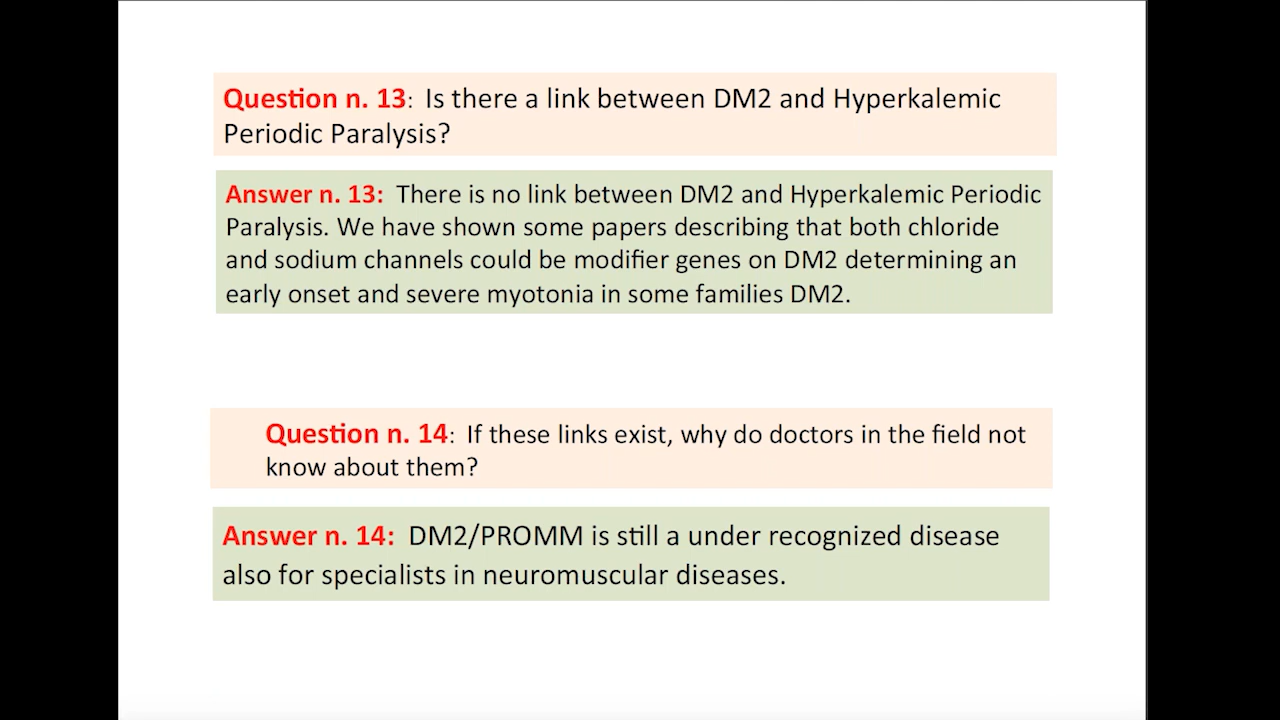 Question n. 13: Is there a link between DM2 and Hyperkalemic
Periodic Paralysis?
Answer n. 13: There is no link between DM2 and Hyperkalemic Periodic
Paralysis. We have shown some papers describing that both chloride
and sodium channels could be modifier genes on DM2 determining an
early onset and severe myotonia in some families DM2.
Question n. 14: If these links exist, why do doctors in the field not
know about them?
Answer n. 14: DM2/PROMM is still a under recognized disease
also for specialists in neuromuscular diseases.